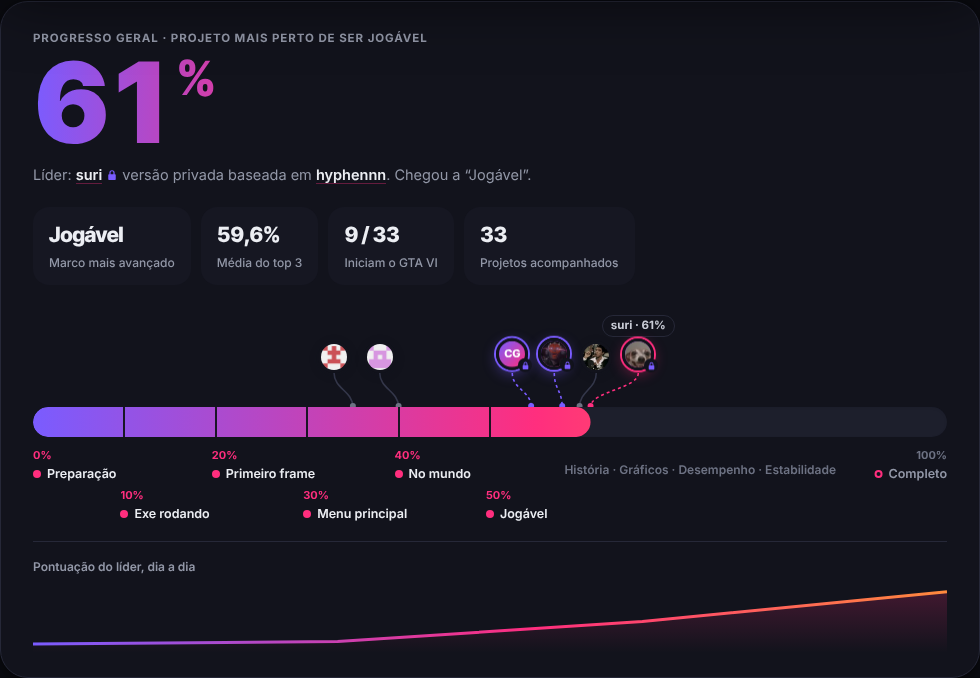 PROGRESSO GERAL · PROJETO MAIS PERTO DE SER JOGÁVEL
61%
Líder: suri versão privada baseada em hyphennn. Chegou a “Jogável”.
Jogável
Marco mais avançado
59,6%
Média do top 3
9 / 33
Iniciam o GTA VI
33
Projetos acompanhados
suri · 61%
CG
0%
Preparação
20%
Primeiro frame
40%
No mundo
História · Gráficos · Desempenho · Estabilidade
100%
Completo
10%
Exe rodando
30%
Menu principal
50%
Jogável
Pontuação do líder, dia a dia